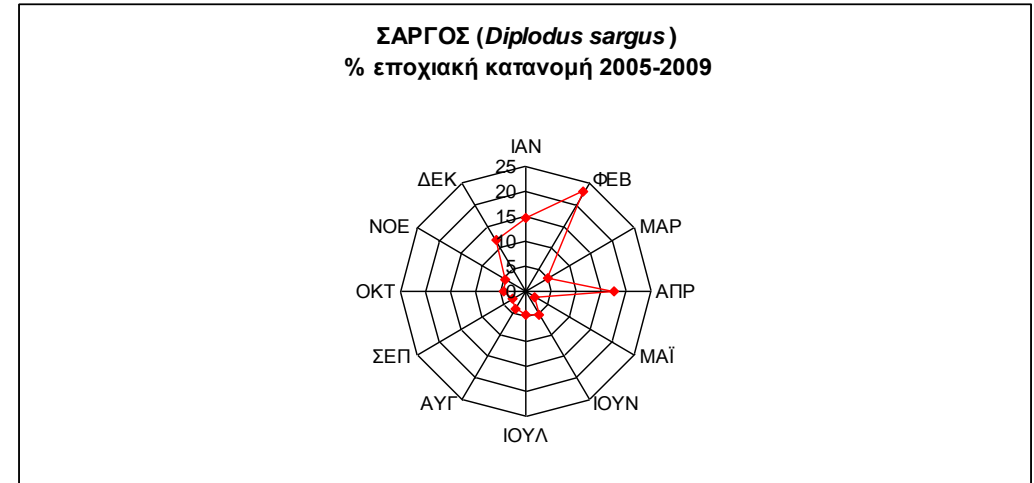 ΣΑΡΓΟΣ (Diplodus sargus)
% εποχιακή κατανομή 2005-2009
ΙΑΝ
ΦΕΒ
ΜΑΡ
ΑΠΡ
ΜΑΪ
ΙΟΥΝ
ΙΟΥΛ
ΑΥΓ
ΣΕΠ
ΟΚΤ
ΝΟΕ
ΔΕΚ
25
20
15
10
5
0